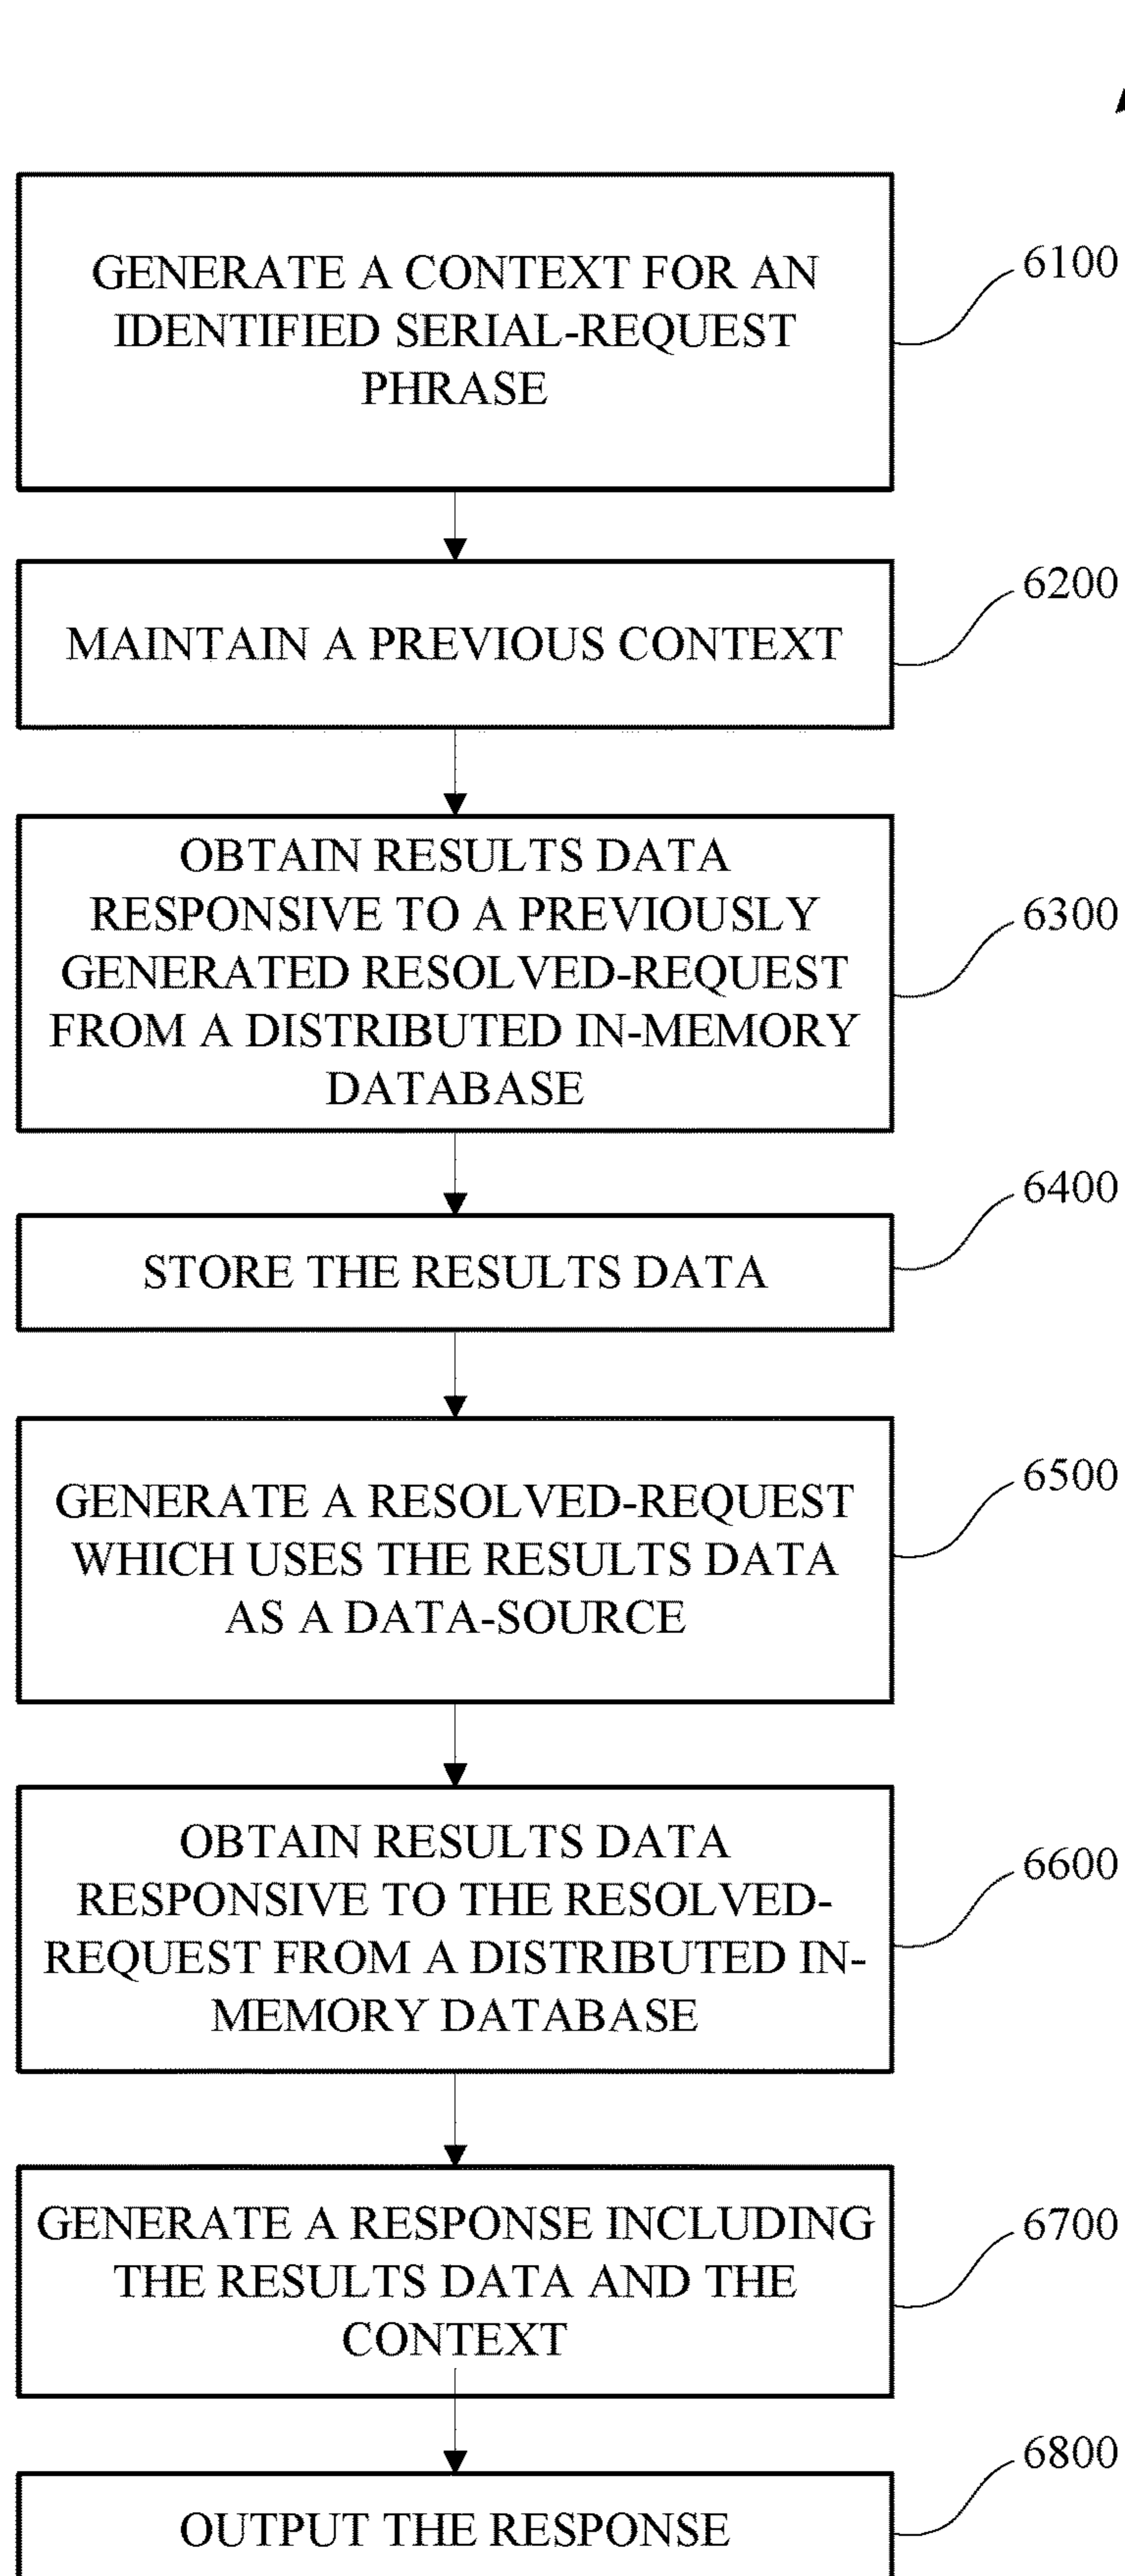 GENERATE A CONTEXT FOR AN
IDENTIFIED SERIAL-REQUEST
PHRASE
6100
MAINTAIN A PREVIOUS CONTEXT
6200
OBTAIN RESULTS DATA
RESPONSIVE TO A PREVIOUSLY
GENERATED RESOLVED-REQUEST
FROM A DISTRIBUTED IN-MEMORY
DATABASE
6300
STORE THE RESULTS DATA
6400
GENERATE A RESOLVED-REQUEST
WHICH USES THE RESULTS DATA
AS A DATA-SOURCE
6500
OBTAIN RESULTS DATA
RESPONSIVE TO THE RESOLVED-
REQUEST FROM A DISTRIBUTED IN-
MEMORY DATABASE
6600
GENERATE A RESPONSE INCLUDING
THE RESULTS DATA AND THE
CONTEXT
6700
OUTPUT THE RESPONSE
6800